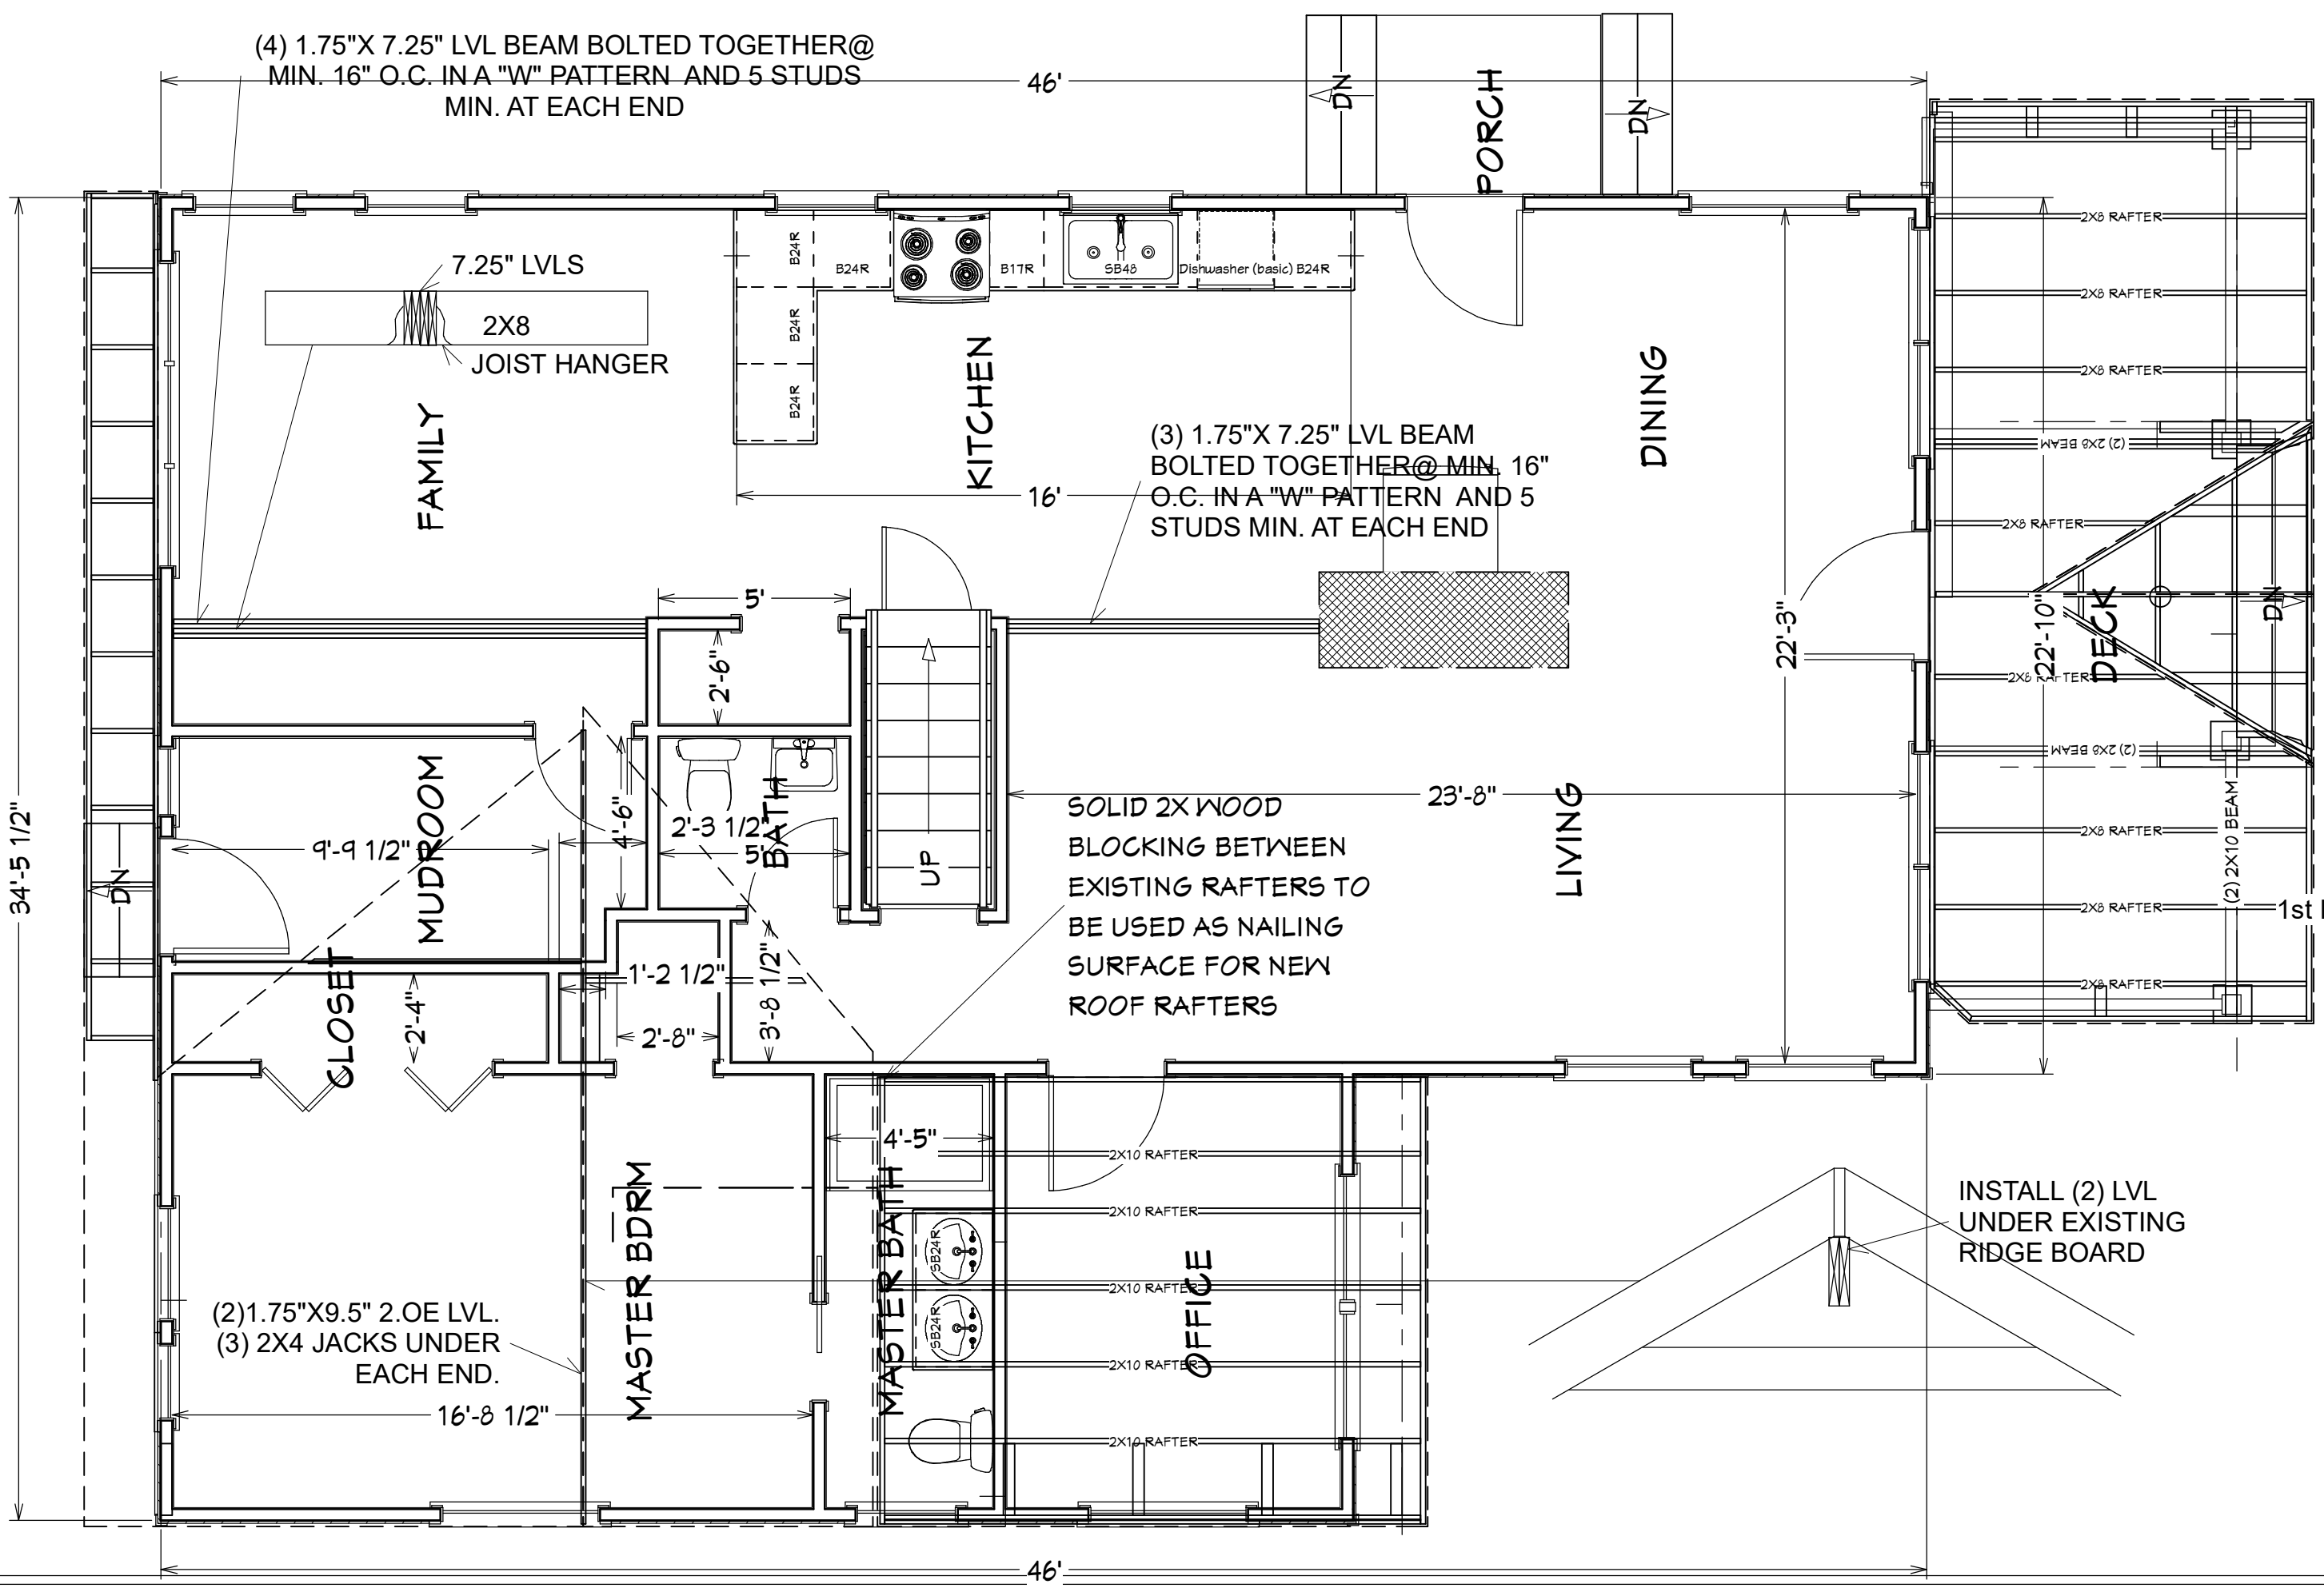 (4) 1.75"X 7.25" LVL BEAM BOLTED TOGETHER@
MIN. 16" O.C. IN A "W" PATTERN AND 5 STUDS
MIN. AT EACH END
46'
DN
PORCH
DN
2X8 RAFTER
2X8 RAFTER
2X8 RAFTER
(2) 2X8 BEAM
2X8 RAFTER
7.25" LVLS
2X8
JOIST HANGER
B24R
B24R
B17R
SB48
Dishwasher (basic)
B24R
B24R
B24R
FAMILY
KITCHEN
DINING
16'
(3) 1.75"X 7.25" LVL BEAM
BOLTED TOGETHER@ MIN. 16"
O.C. IN A "W" PATTERN AND 5
STUDS MIN. AT EACH END
5'
2'-6"
22'-3"
22'-10"
DECK
DN
2X8 RAFTER
(2) 2X8 BEAM
(2) 2X10 BEAM
2X8 RAFTER
2X8 RAFTER
1st
2X8 RAFTER
34'-5 1/2"
DN
MUDROOM
9'-9 1/2"
4'-6"
2'-3 1/2"
5'
BATH
UP
23'-8"
LIVING
SOLID 2X WOOD
BLOCKING BETWEEN
EXISTING RAFTERS TO
BE USED AS NAILING
SURFACE FOR NEW
ROOF RAFTERS
CLOSET
2'-4"
1'-2 1/2"
2'-8"
3'-8 1/2"
4'-5"
2X10 RAFTER
2X10 RAFTER
2X10 RAFTER
2X10 RAFTER
2X10 RAFTER
MASTER BDRM
MASTER BATH
SB24R
SB24R
OFFICE
(2)1.75"X9.5" 2.OE LVL.
(3) 2X4 JACKS UNDER
EACH END.
16'-8 1/2"
INSTALL (2) LVL
UNDER EXISTING
RIDGE BOARD
46'